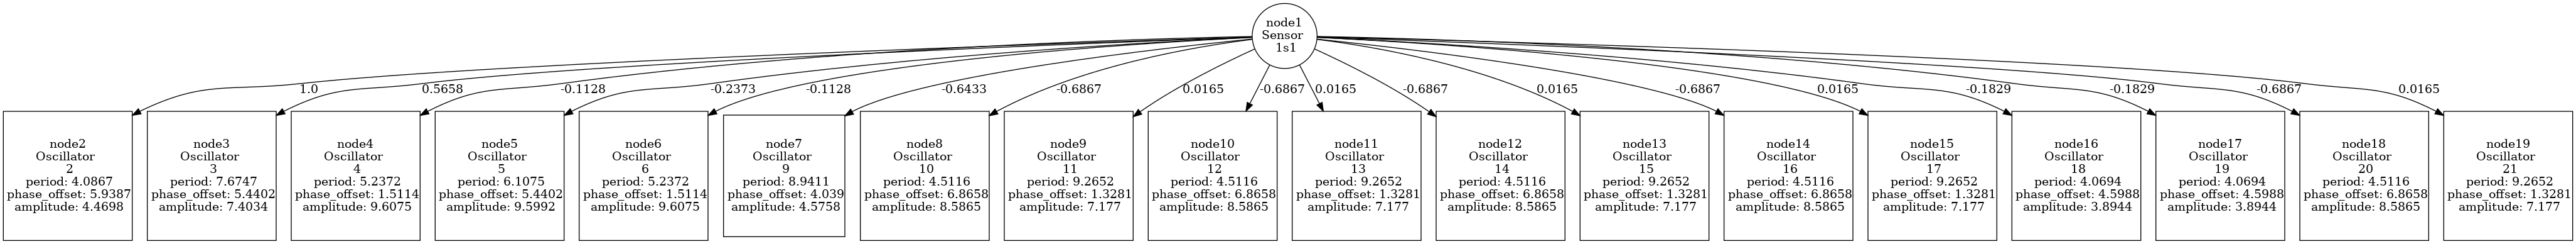 node1
Sensor
1s1
1.0
0.5658
-0.1128
-0.2373
-0.1128
-0.6433
-0.6867
0.0165
-0.6867
0.0165
-0.6867
0.0165
-0.6867
0.0165
-0.1829
-0.1829
-0.6867
0.0165
node2
Oscillator
2
period: 4.0867
phase_offset: 5.9387
amplitude: 4.4698
node3
Oscillator
3
period: 7.6747
phase_offset: 5.4402
amplitude: 7.4034
node4
Oscillator
4
period: 5.2372
phase_offset: 1.5114
amplitude: 9.6075
node5
Oscillator
5
period: 6.1075
phase_offset: 5.4402
amplitude: 9.5992
node6
Oscillator
6
period: 5.2372
phase_offset: 1.5114
amplitude: 9.6075
node7
Oscillator
9
period: 8.9411
phase_offset: 4.039
amplitude: 4.5758
node8
Oscillator
10
period: 4.5116
phase_offset: 6.8658
amplitude: 8.5865
node9
Oscillator
11
period: 9.2652
phase_offset: 1.3281
amplitude: 7.177
node10
Oscillator
12
period: 4.5116
phase_offset: 6.8658
amplitude: 8.5865
node11
Oscillator
13
period: 9.2652
phase_offset: 1.3281
amplitude: 7.177
node12
Oscillator
14
period: 4.5116
phase_offset: 6.8658
amplitude: 8.5865
node13
Oscillator
15
period: 9.2652
phase_offset: 1.3281
amplitude: 7.177
node14
Oscillator
16
period: 4.5116
phase_offset: 6.8658
amplitude: 8.5865
node15
Oscillator
17
period: 9.2652
phase_offset: 1.3281
amplitude: 7.177
node16
Oscillator
18
period: 4.0694
phase_offset: 4.5988
amplitude: 3.8944
node17
Oscillator
19
period: 4.0694
phase_offset: 4.5988
amplitude: 3.8944
node18
Oscillator
20
period: 4.5116
phase_offset: 6.8658
amplitude: 8.5865
node19
Oscillator
21
period: 9.2652
phase_offset: 1.3281
amplitude: 7.177